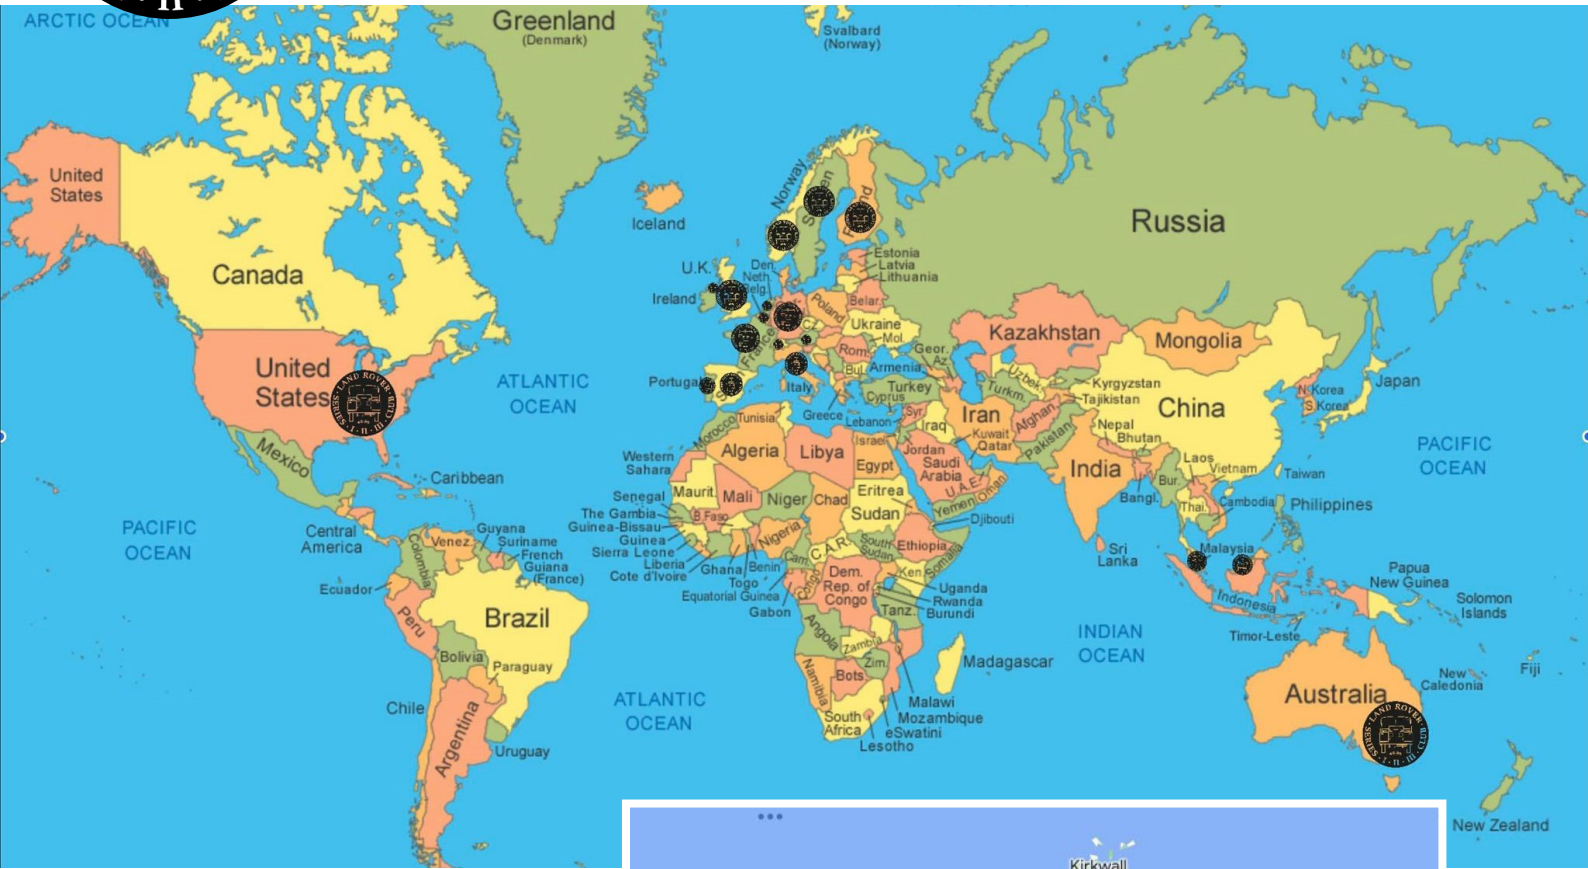 ARCTIC OCEAN
Greenland
(Denmark)
Svalbard
(Norway)
United
States
Canada
Iceland
Norway
Russia
U.K.
Ireland
Den.
Neth.
Belg.
Estonia
Latvia
Lithuania
Poland
Belar.
CZ.
Ukraine
Mol.
France
Rom.
Bul.
Italy
Greece
Geor.
Az.
Armenia
Turkey
Cyprus
Lebanon
Syr.
Iraq
Israel
Jordan
Kazakhstan
Mongolia
Uzbek.
Turkm.
Kyrgyzstan
Tajikistan
China
N.Korea
S.Korea
Japan
United
States
LAND ROVER
SERIES I II III CLUB
ATLANTIC
OCEAN
Mexico
Caribbean
Morocco
Tunisia
Algeria
Libya
Egypt
Western
Sahara
Iran
Afghan.
Pakistan
Kuwait
Qatar
Saudi
Arabia
U.A.E.
Oman
Yemen
Nepal
Bhutan
India
Bangl.
Bur.
Laos
Vietnam
Thai.
Cambodia
Taiwan
Philippines
PACIFIC
OCEAN
PACIFIC
OCEAN
Central
America
Guyana
Suriname
French
Guiana
(France)
Venez.
Colombia
Ecuador
Peru
Brazil
Bolivia
Paraguay
Chile
Argentina
Uruguay
Maurit.
Mali
Niger
Chad
Eritrea
Sudan
Senegal
The Gambia
Guinea-Bissau
Guinea
Sierra Leone
Liberia
Cote d'Ivoire
B Faso
Ghana
Togo
Benin
Nigeria
Equatorial Guinea
Gabon
Cam.
C.A.R.
South
Sudan
Ethiopia
Djibouti
Somalia
Congo
Dem.
Rep. of
Congo
Ken.
Uganda
Rwanda
Burundi
Tanz.
Angola
Zambia
Zim.
Namibia
Bots.
South
Africa
Malawi
Mozambique
eSwatini
Lesotho
Madagascar
ATLANTIC
OCEAN
INDIAN
OCEAN
Sri
Lanka
Malaysia
Indonesia
Timor-Leste
Papua
New Guinea
Solomon
Islands
Australia
LAND ROVER
SERIES I II III CLUB
New
Caledonia
Fiji
New Zealand
Kirkwall